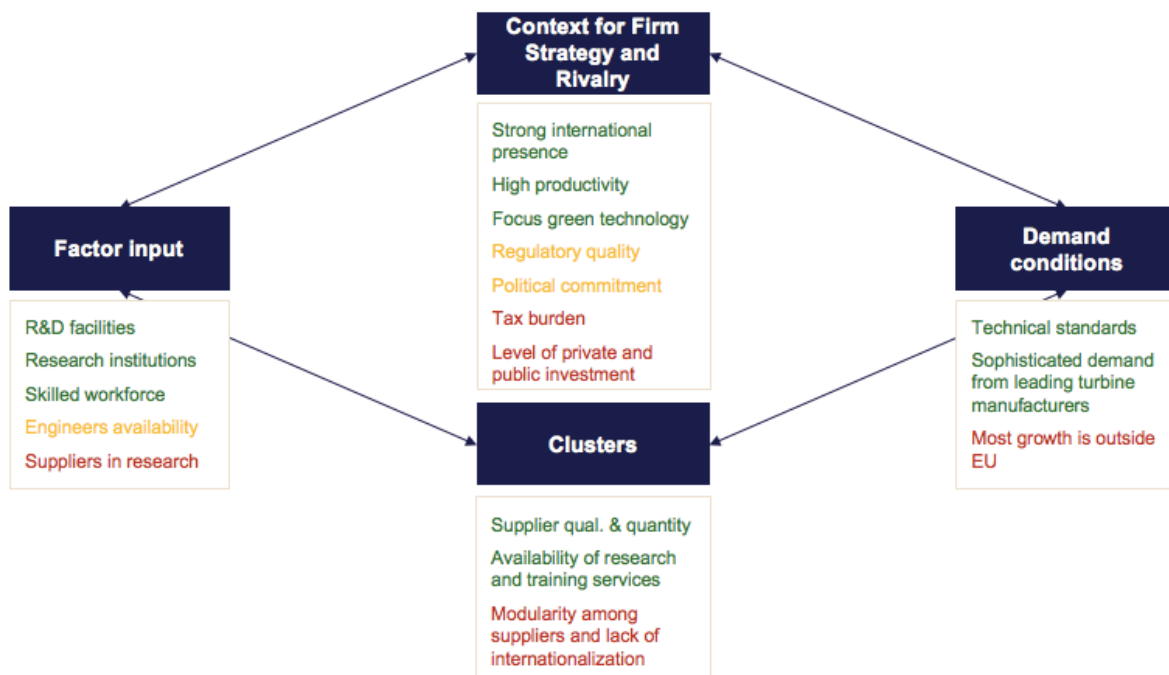 Context for Firm
Strategy and
Rivalry
Strong international
presence
High productivity
Focus green technology
Regulatory quality
Political commitment
Tax burden
Level of private and
public investment
Factor input
R&D facilities
Research institutions
Skilled workforce
Engineers availability
Suppliers in research
Demand
conditions
Technical standards
Sophisticated demand
from leading turbine
manufacturers
Most growth is outside
EU
Clusters
Supplier qual. & quantity
Availability of research
and training services
Modularity among
suppliers and lack of
internationalization